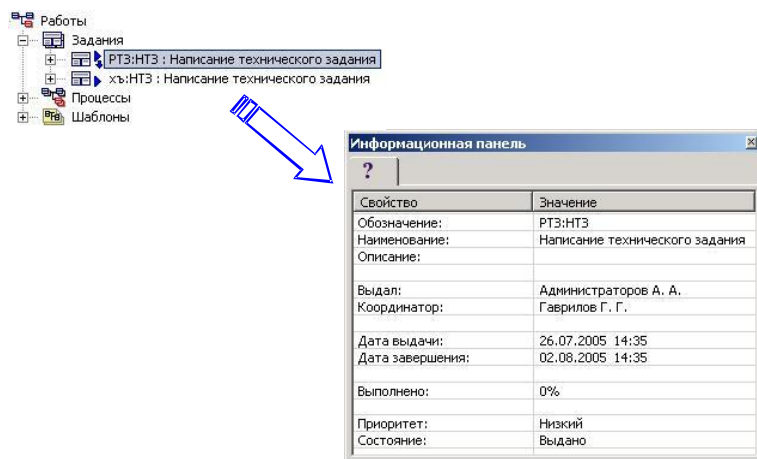 Работы
Задания
РТЗ:НТЗ : Написание технического задания
хъ:НТЗ : Написание технического задания
Процессы
Шаблоны
Информационная панель
?
Свойство Значение
Обозначение: РТЗ:НТЗ
Наименование: Написание технического задания
Описание:
Выдал: Администраторов А. А.
Координатор: Гаврилов Г. Г.
Дата выдачи: 26.07.2005 14:35
Дата завершения: 02.08.2005 14:35
Выполнено: 0%
Приоритет: Низкий
Состояние: Выдано